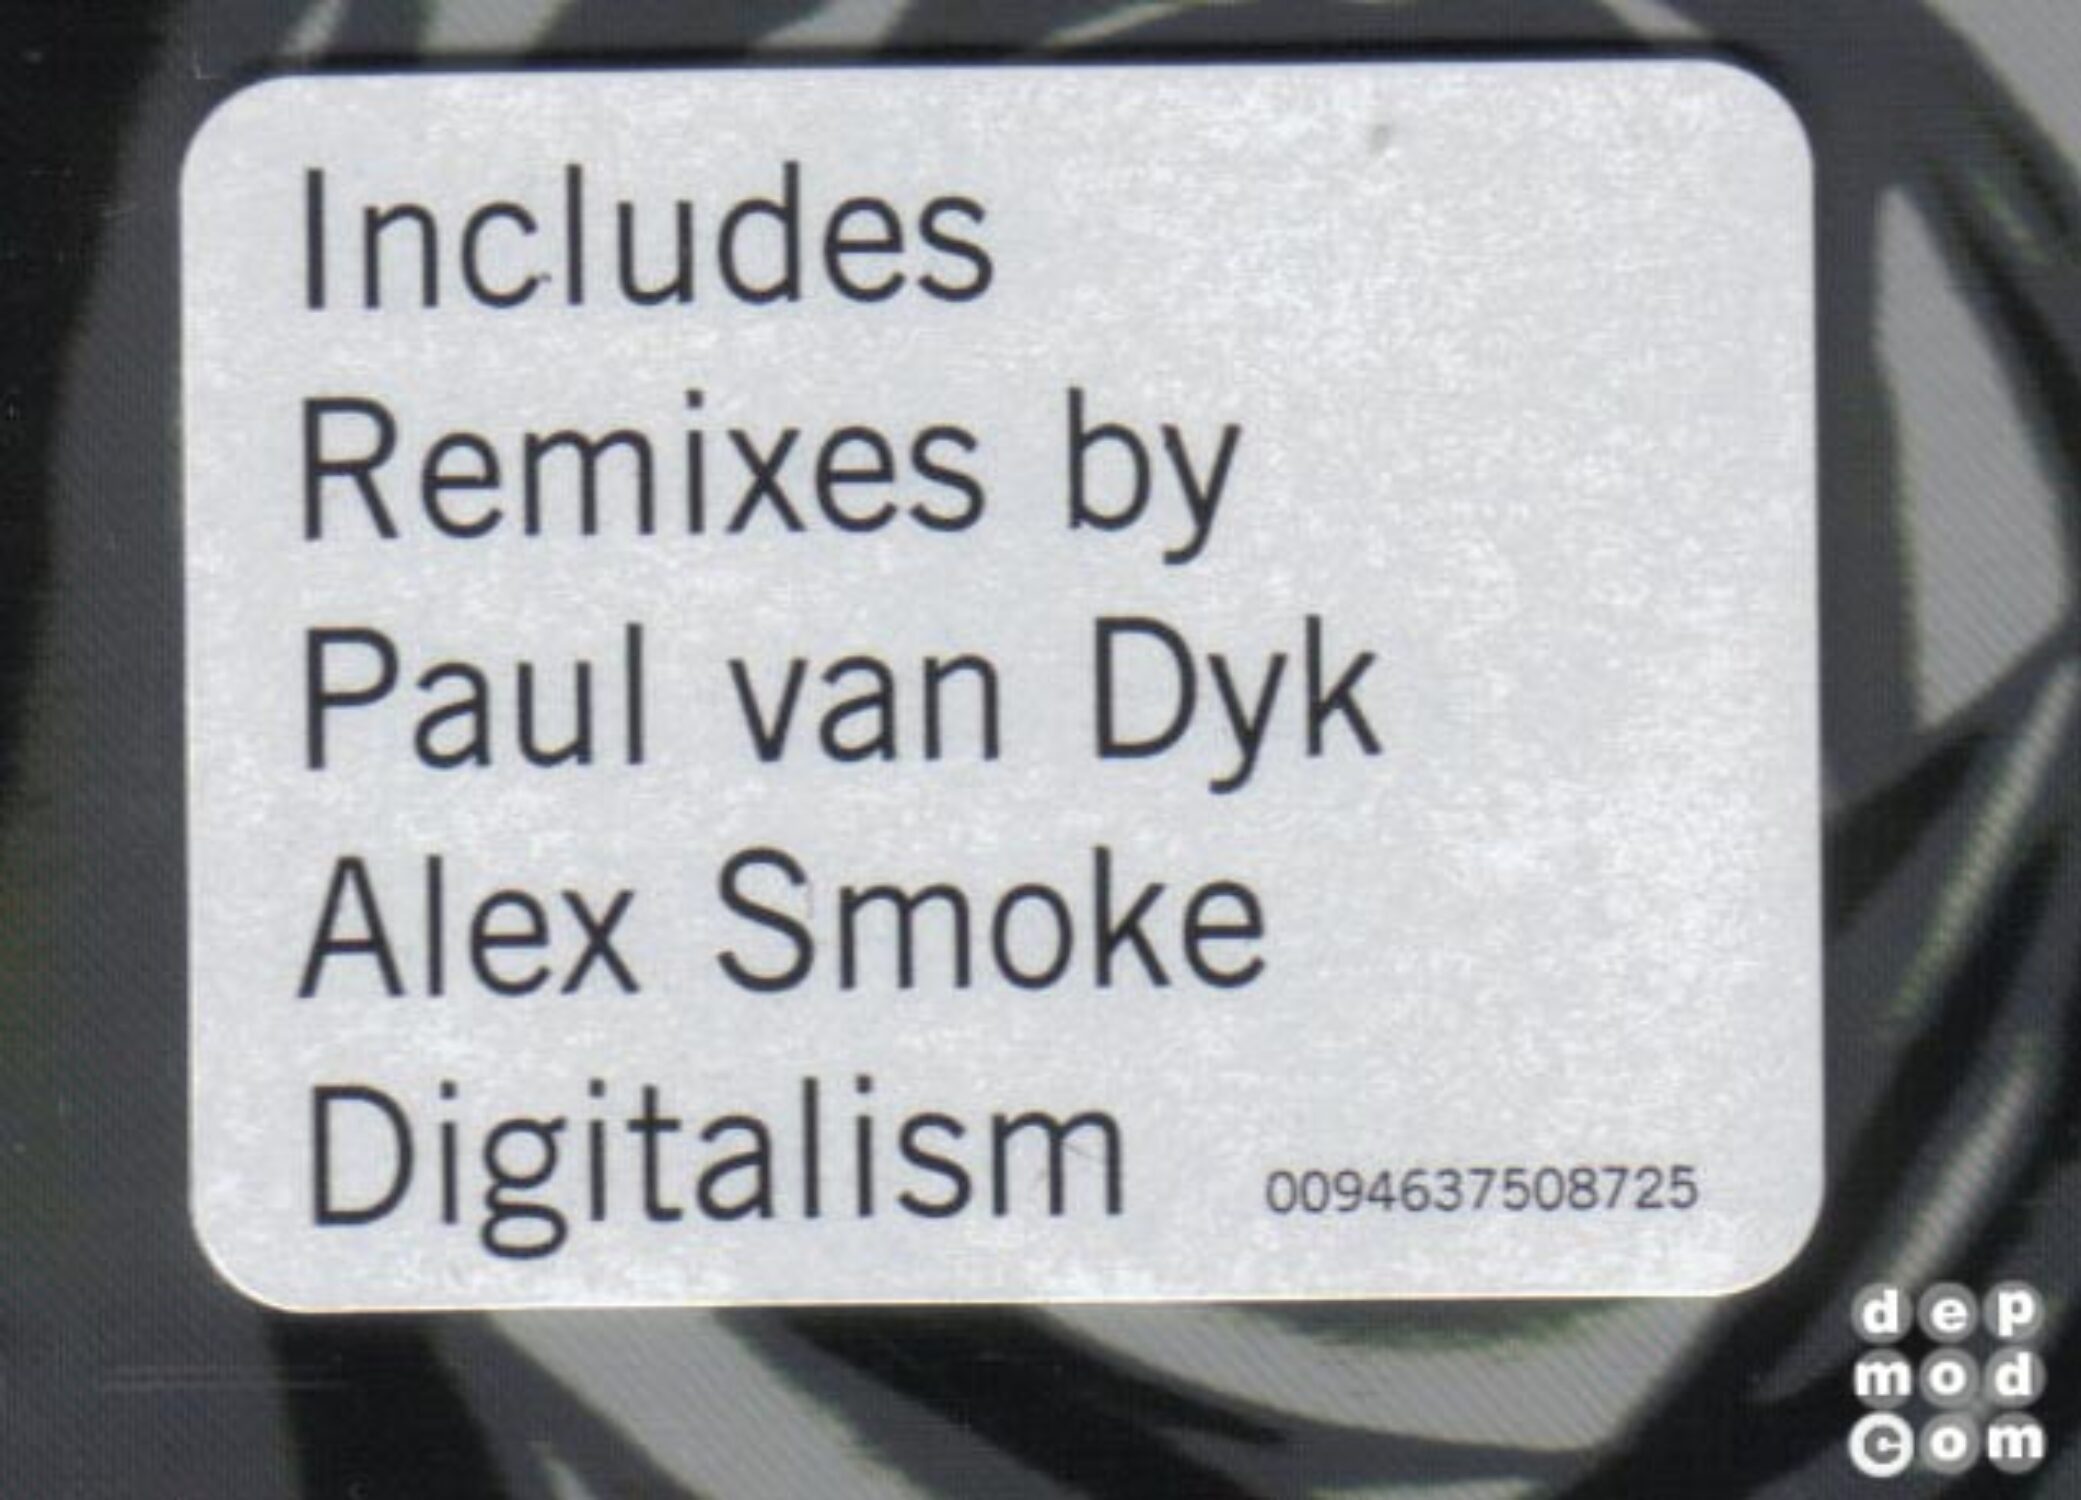 Includes
Remixes by
Paul van Dyk
Alex Smoke
Digitalism
0094637508725
dep
mod
com